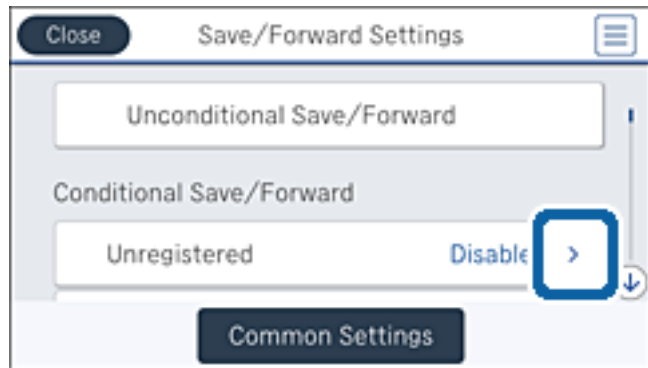 Close Save/Forward Settings
Unconditional Save/Forward
Conditional Save/Forward
Unregistered Disable >
Common Settings